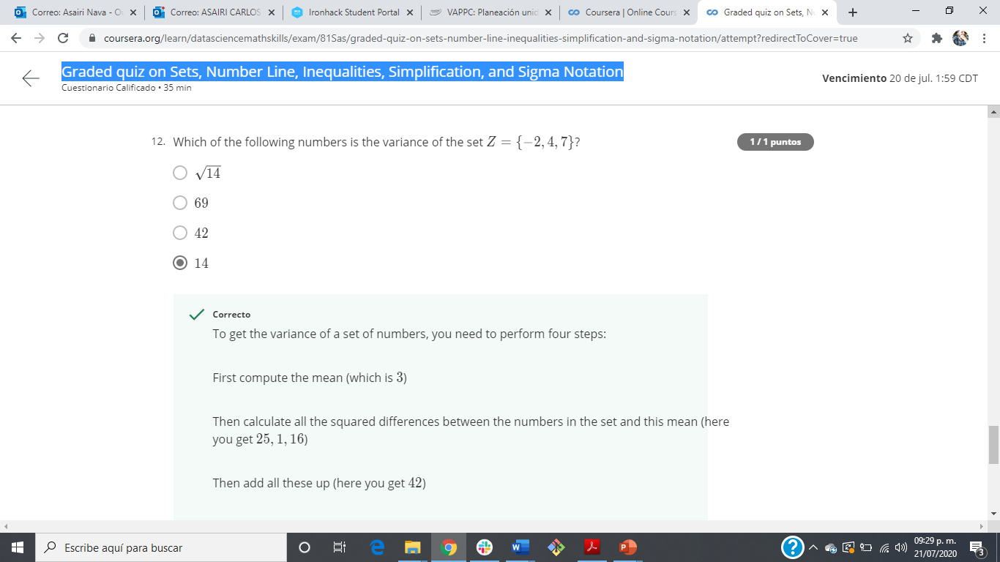 Correo: Asairi Nava - O
Correo: ASAIRI CARLOS
Ironhack Student Portal
VAPPC: Planeación unid
Coursera | Online Cours
Graded quiz on Sets, N
coursera.org/learn/datasciencemathskills/exam/81Sas/graded-quiz-on-sets-number-line-inequalities-simplification-and-sigma-notation/attempt?redirectToCover=true
Graded quiz on Sets, Number Line, Inequalities, Simplification, and Sigma Notation
Cuestionario Calificado • 35 min
Vencimiento 20 de jul. 1:59 CDT
12. Which of the following numbers is the variance of the set Z = {−2, 4, 7}?
1 / 1 puntos
√14
69
42
14
Correcto
To get the variance of a set of numbers, you need to perform four steps:
First compute the mean (which is 3)
Then calculate all the squared differences between the numbers in the set and this mean (here
you get 25, 1, 16)
Then add all these up (here you get 42)
Escribe aquí para buscar
09:29 p. m.
21/07/2020
3